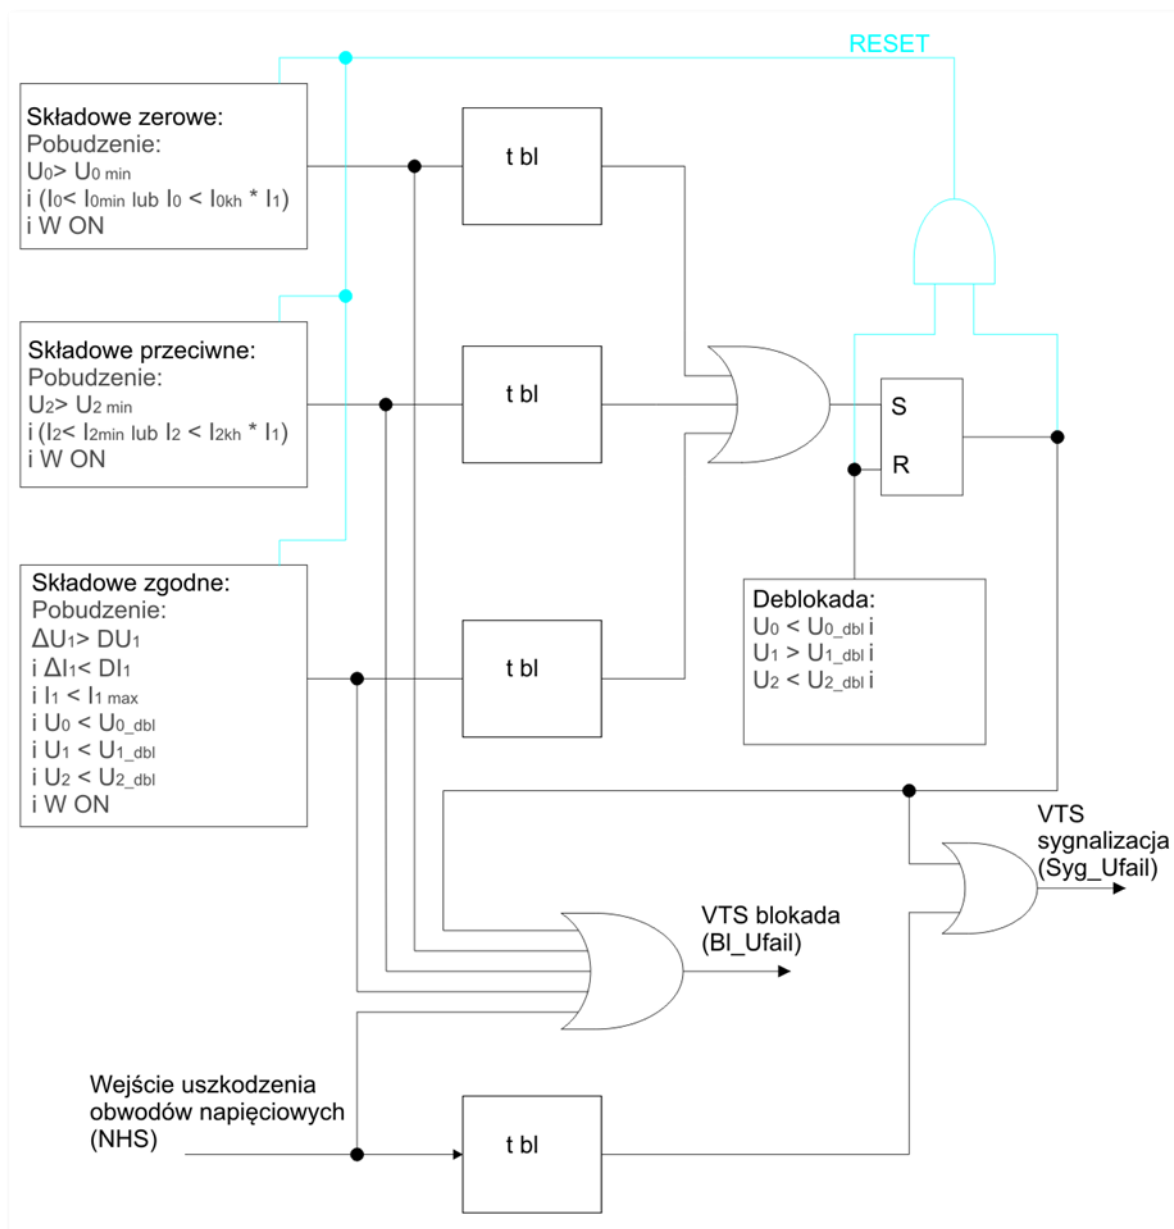 RESET
Składowe zerowe:
Pobudzenie:
U0> U0 min
i (I0< I0min lub I0 < I0kh * I1)
i W ON
t bl
Składowe przeciwne:
Pobudzenie:
U2> U2 min
i (I2< I2min lub I2 < I2kh * I1)
i W ON
t bl
S
R
Składowe zgodne:
Pobudzenie:
ΔU1> DU1
i ΔI1< DI1
i I1 < I1 max
i U0 < U0_dbl
i U1 < U1_dbl
i U2 < U2_dbl
i W ON
t bl
Deblokada:
U0 < U0_dbl i
U1 > U1_dbl i
U2 < U2_dbl i
VTS
sygnalizacja
(Syg_Ufail)
VTS blokada
(Bl_Ufail)
Wejście uszkodzenia
obwodów napięciowych
(NHS)
t bl